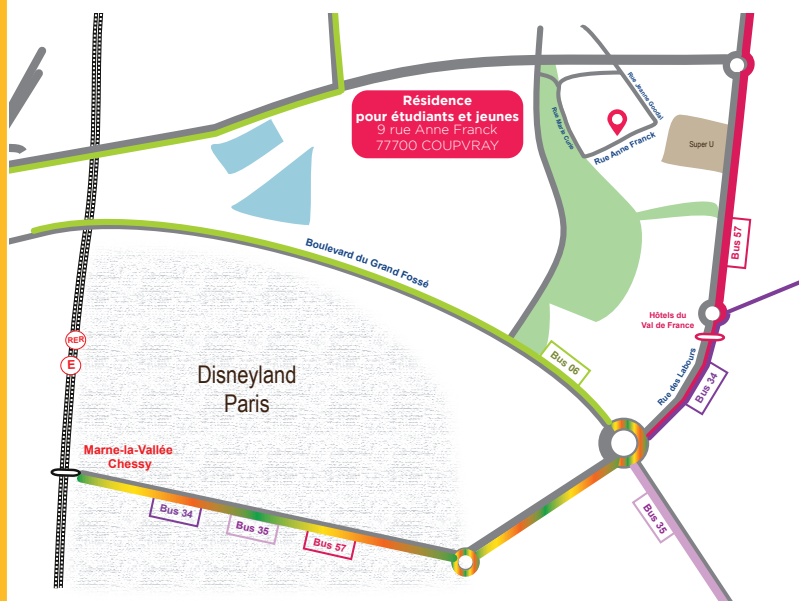 Résidence
pour étudiants et jeunes
9 rue Anne Franck
77700 COUPVRAY
Rue Jeanne Goudal
Rue Marie Curie
Rue Anne Franck
Super U
Bus 57
Boulevard du Grand Fossé
Hôtels du
Val de France
RER
E
Bus 06
Rue des Labours
Bus 34
Disneyland
Paris
Marne-la-Vallée
Chessy
Bus 34
Bus 35
Bus 57
Bus 35